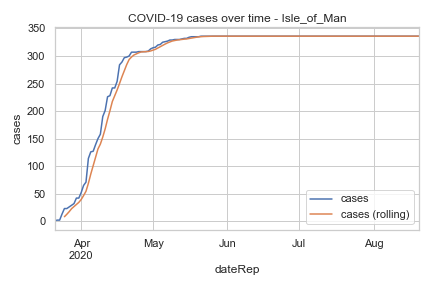 COVID-19 cases over time - Isle_of_Man
cases
350
300
250
200
150
100
50
0
Apr
2020
May
Jun
Jul
Aug
dateRep
cases
cases (rolling)